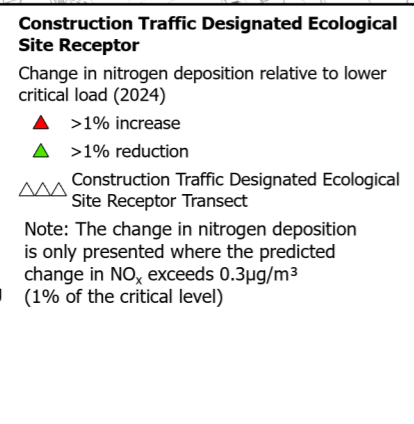 Construction Traffic Designated Ecological
Site Receptor
Change in nitrogen deposition relative to lower
critical load (2024)
>1% increase
>1% reduction
Construction Traffic Designated Ecological
Site Receptor Transect
Note: The change in nitrogen deposition
is only presented where the predicted
change in NOₓ exceeds 0.3µg/m³
(1% of the critical level)